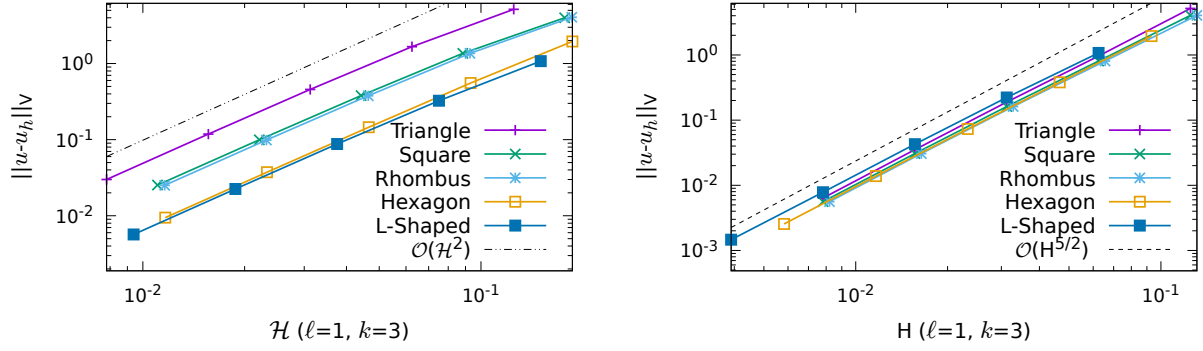 ||u-u_h||_V
10^0
10^-1
10^-2
10^-2
10^-1
Triangle
Square
Rhombus
Hexagon
L-Shaped
𝒪(ℋ^2)
ℋ (ℓ=1, k=3)
||u-u_h||_V
10^0
10^-1
10^-2
10^-3
10^-2
10^-1
Triangle
Square
Rhombus
Hexagon
L-Shaped
𝒪(H^5/2)
H (ℓ=1, k=3)